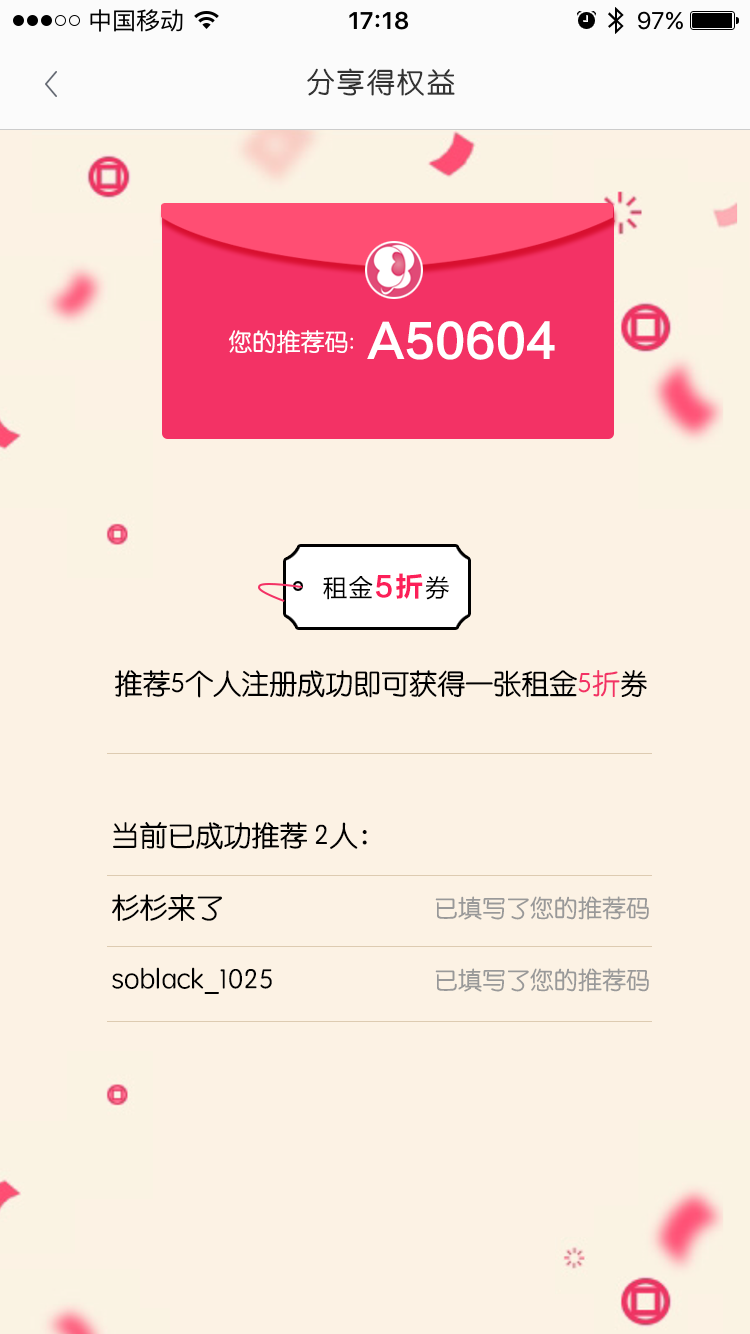 中国移动 17:18 97%
分享得权益
您的推荐码: A50604
租金5折券
推荐5个人注册成功即可获得一张租金5折券
当前已成功推荐 2人：
杉杉来了 已填写了您的推荐码
soblack_1025 已填写了您的推荐码